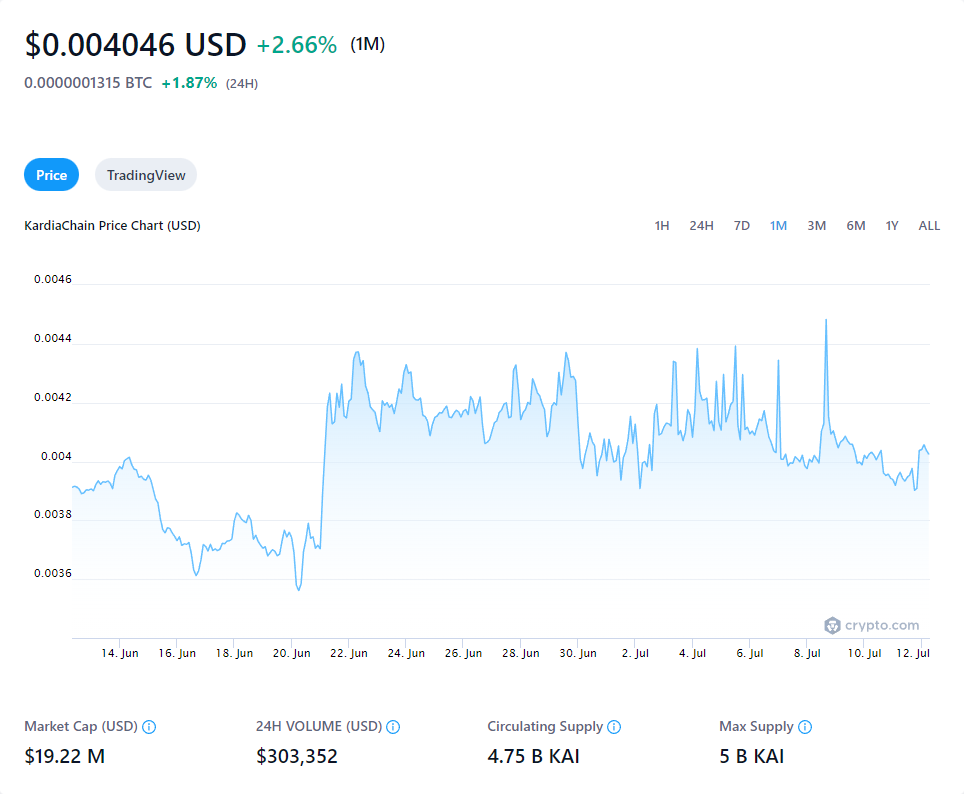 $0.004046 USD +2.66% (1M)
0.0000001315 BTC +1.87% (24H)
Price TradingView
KardiaChain Price Chart (USD) 1H 24H 7D 1M 3M 6M 1Y ALL
0.0046
0.0044
0.0042
0.004
0.0038
0.0036
crypto.com
14. Jun 16. Jun 18. Jun 20. Jun 22. Jun 24. Jun 26. Jun 28. Jun 30. Jun 2. Jul 4. Jul 6. Jul 8. Jul 10. Jul 12. Jul
Market Cap (USD) 24H VOLUME (USD) Circulating Supply Max Supply
$19.22 M $303,352 4.75 B KAI 5 B KAI